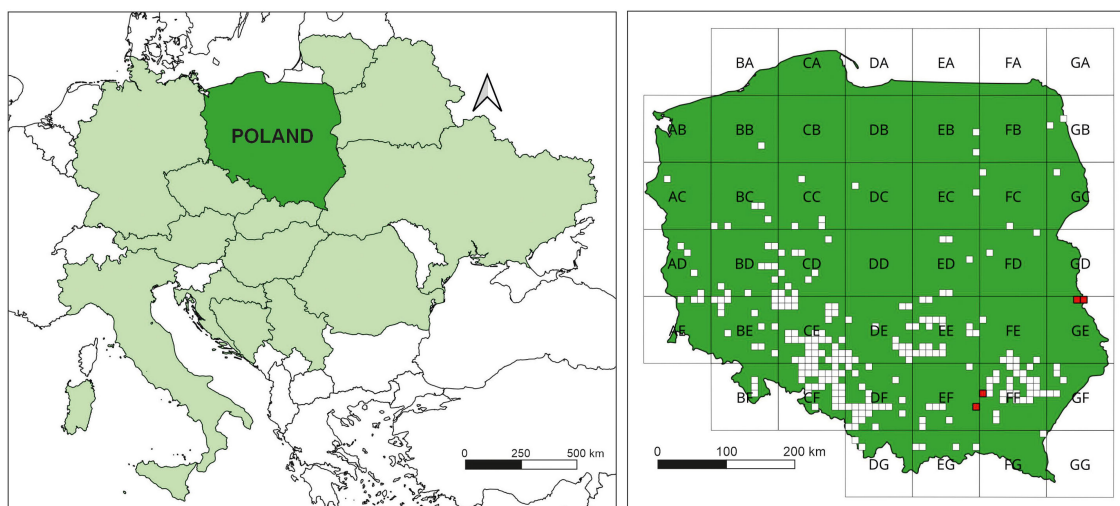 POLAND
0 250 500 km
BA CA DA EA FA GA
AB BB CB DB EB FB GB
AC BC CC DC EC FC GC
AD BD CD DD ED FD GD
AE BE CE DE EE FE GE
BF CF DF EF FF GF
DG EG FG GG
0 100 200 km